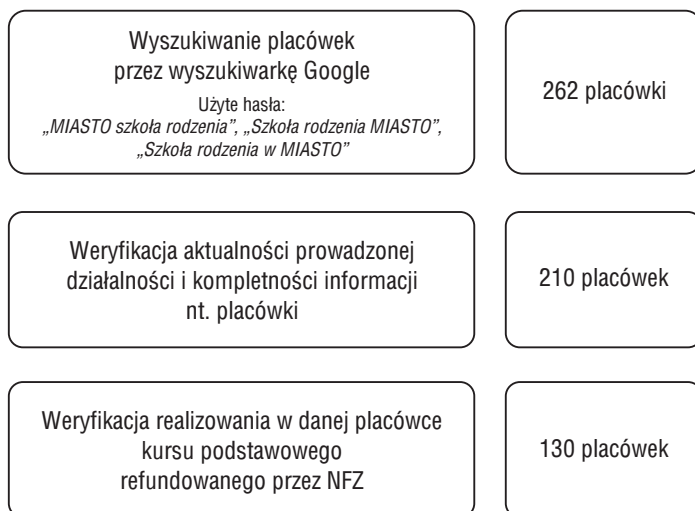 Wyszukiwanie placówek
przez wyszukiwarkę Google
Użyte hasła:
„MIASTO szkoła rodzenia”, „Szkoła rodzenia MIASTO”,
„Szkoła rodzenia w MIASTO”
262 placówki
Weryfikacja aktualności prowadzonej
działalności i kompletności informacji
nt. placówki
210 placówek
Weryfikacja realizowania w danej placówce
kursu podstawowego
refundowanego przez NFZ
130 placówek